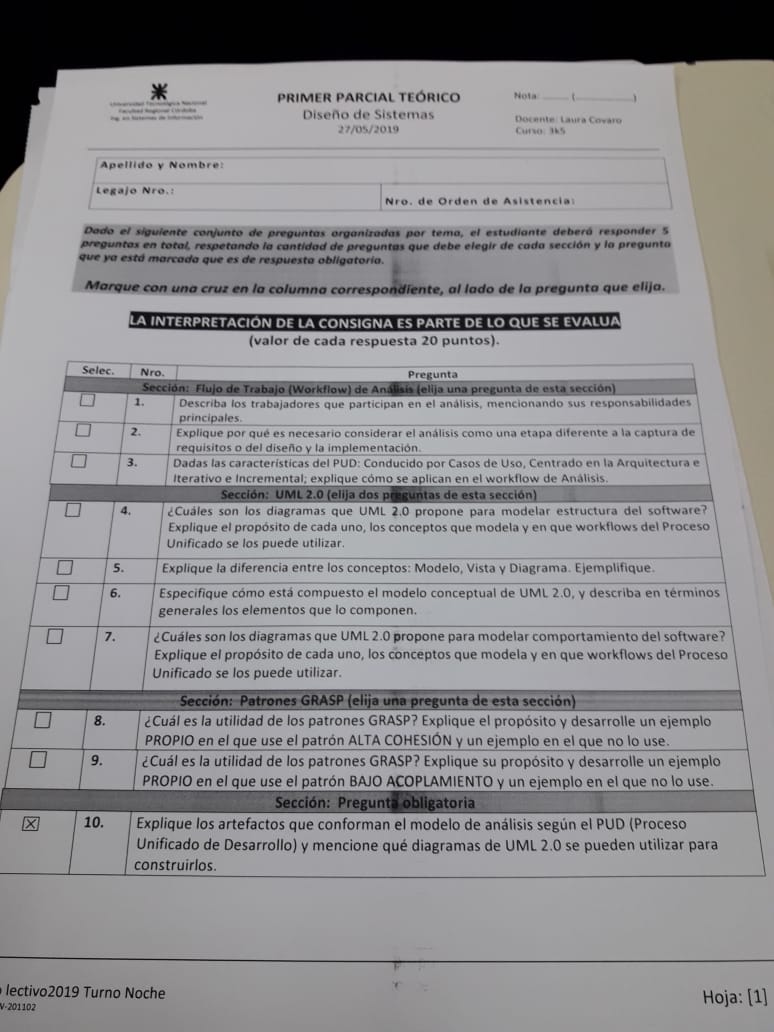 Universidad Tecnológica Nacional
Facultad Regional Córdoba
Ing. en Sistemas de Información
PRIMER PARCIAL TEÓRICO
Diseño de Sistemas
27/05/2019
Nota: ........ (..................)
Docente: Laura Covaro
Curso: 3k5
Apellido y Nombre:
Legajo Nro.:
Nro. de Orden de Asistencia:
Dado el siguiente conjunto de preguntas organizadas por tema, el estudiante deberá responder 5
preguntas en total, respetando la cantidad de preguntas que debe elegir de cada sección y la pregunta
que ya está marcada que es de respuesta obligatoria.
Marque con una cruz en la columna correspondiente, al lado de la pregunta que elija.
LA INTERPRETACIÓN DE LA CONSIGNA ES PARTE DE LO QUE SE EVALUA
(valor de cada respuesta 20 puntos).
Selec. Nro. Pregunta
Sección: Flujo de Trabajo (Workflow) de Análisis (elija una pregunta de esta sección)
1. Describa los trabajadores que participan en el análisis, mencionando sus responsabilidades
principales.
2. Explique por qué es necesario considerar el análisis como una etapa diferente a la captura de
requisitos o del diseño y la implementación.
3. Dadas las características del PUD: Conducido por Casos de Uso, Centrado en la Arquitectura e
Iterativo e Incremental; explique cómo se aplican en el workflow de Análisis.
Sección: UML 2.0 (elija dos preguntas de esta sección)
4. ¿Cuáles son los diagramas que UML 2.0 propone para modelar estructura del software?
Explique el propósito de cada uno, los conceptos que modela y en que workflows del Proceso
Unificado se los puede utilizar.
5. Explique la diferencia entre los conceptos: Modelo, Vista y Diagrama. Ejemplifique.
6. Especifique cómo está compuesto el modelo conceptual de UML 2.0, y describa en términos
generales los elementos que lo componen.
7. ¿Cuáles son los diagramas que UML 2.0 propone para modelar comportamiento del software?
Explique el propósito de cada uno, los conceptos que modela y en que workflows del Proceso
Unificado se los puede utilizar.
Sección: Patrones GRASP (elija una pregunta de esta sección)
8. ¿Cuál es la utilidad de los patrones GRASP? Explique el propósito y desarrolle un ejemplo
PROPIO en el que use el patrón ALTA COHESIÓN y un ejemplo en el que no lo use.
9. ¿Cuál es la utilidad de los patrones GRASP? Explique su propósito y desarrolle un ejemplo
PROPIO en el que use el patrón BAJO ACOPLAMIENTO y un ejemplo en el que no lo use.
Sección: Pregunta obligatoria
10. Explique los artefactos que conforman el modelo de análisis según el PUD (Proceso
Unificado de Desarrollo) y mencione qué diagramas de UML 2.0 se pueden utilizar para
construirlos.
lectivo2019 Turno Noche
-201102
Hoja: [1]